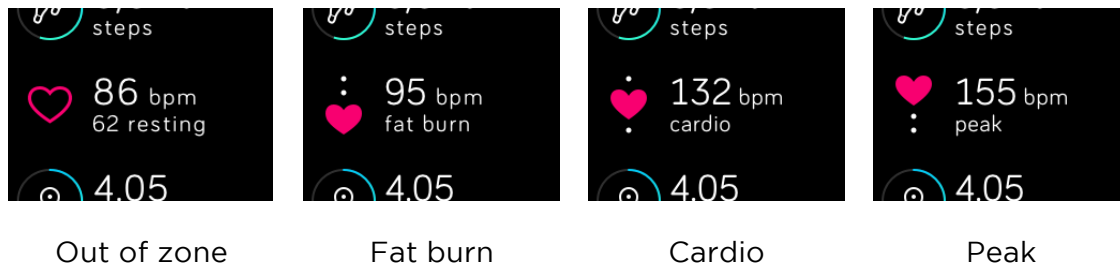 steps
86 bpm
62 resting
4.05
Out of zone
steps
95 bpm
fat burn
4.05
Fat burn
steps
132 bpm
cardio
4.05
Cardio
steps
155 bpm
peak
4.05
Peak